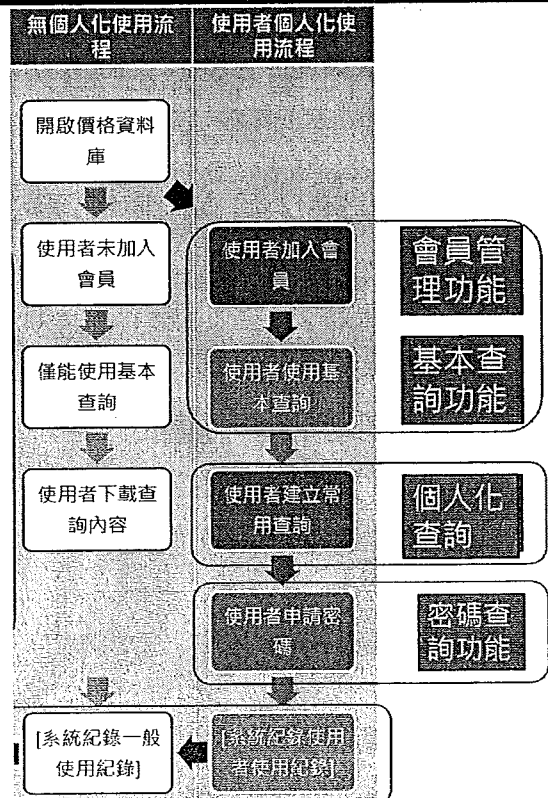 無個人化使用流
程
使用者個人化使
用流程
開啟價格資料
庫
使用者未加入
會員
使用者加入會
員
會員管
理功能
僅能使用基本
查詢
使用者使用基
本查詢
基本查
詢功能
使用者下載查
詢內容
使用者建立常
用查詢
個人化
查詢
使用者申請密
碼
密碼查
詢功能
[系統紀錄一般
使用紀錄]
[系統紀錄使用
者使用紀錄]